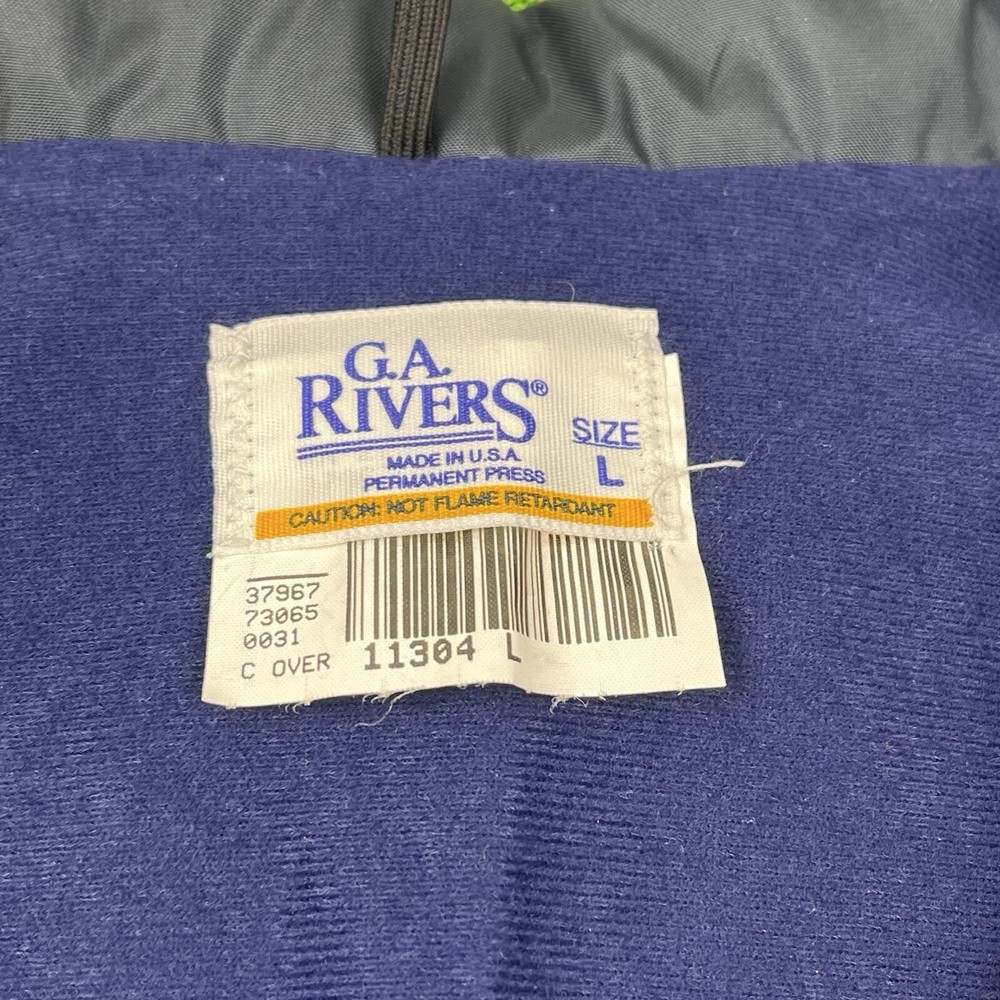 G.A.
RIVERS®
SIZE
L
MADE IN U.S.A.
PERMANENT PRESS
CAUTION: NOT FLAME RETARDANT
37967
73065
0031
C OVER
11304 L